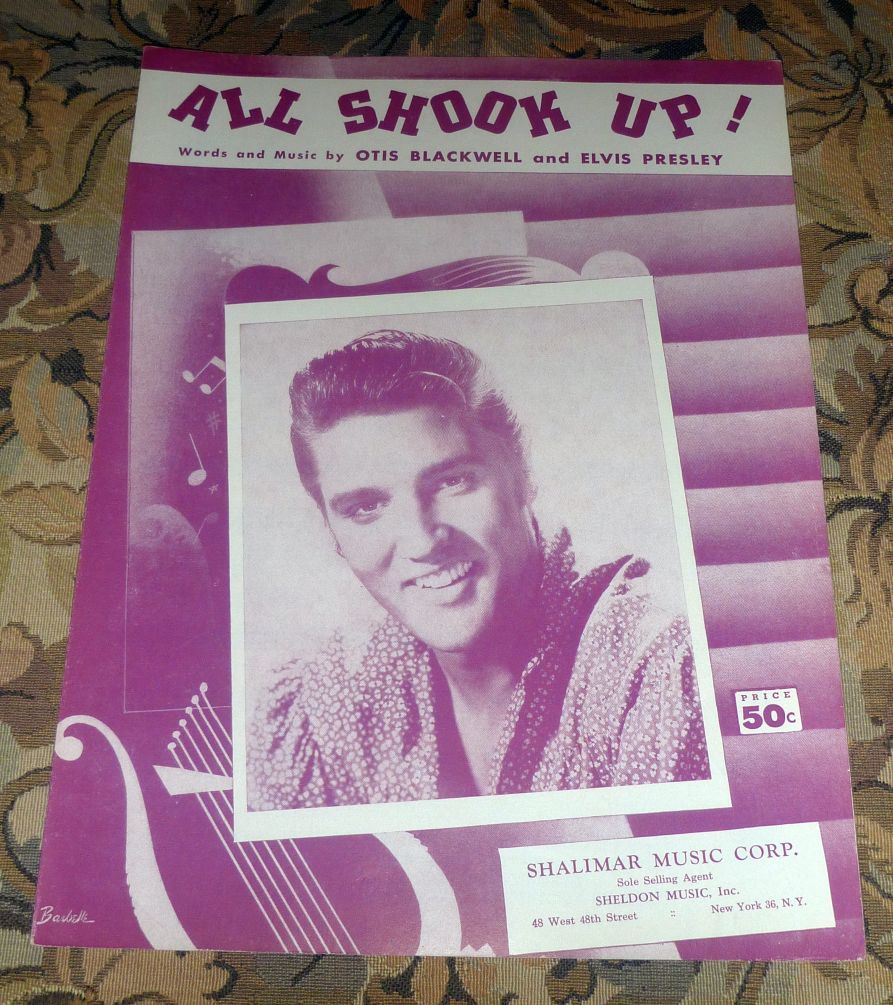 ALL SHOOK UP!
Words and Music by OTIS BLACKWELL and ELVIS PRESLEY
PRICE
50c
SHALIMAR MUSIC CORP.
Sole Selling Agent
SHELDON MUSIC, Inc.
48 West 48th Street :: New York 36, N.Y.